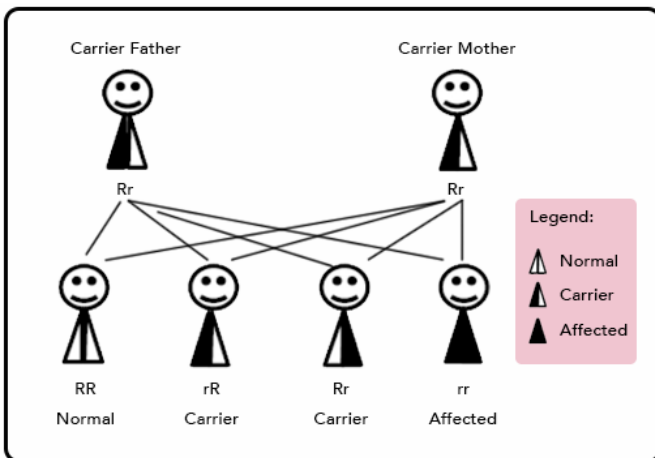 Carrier Father
Carrier Mother
Rr
Rr
Legend:
Normal
Carrier
Affected
RR
rR
Rr
rr
Normal
Carrier
Carrier
Affected